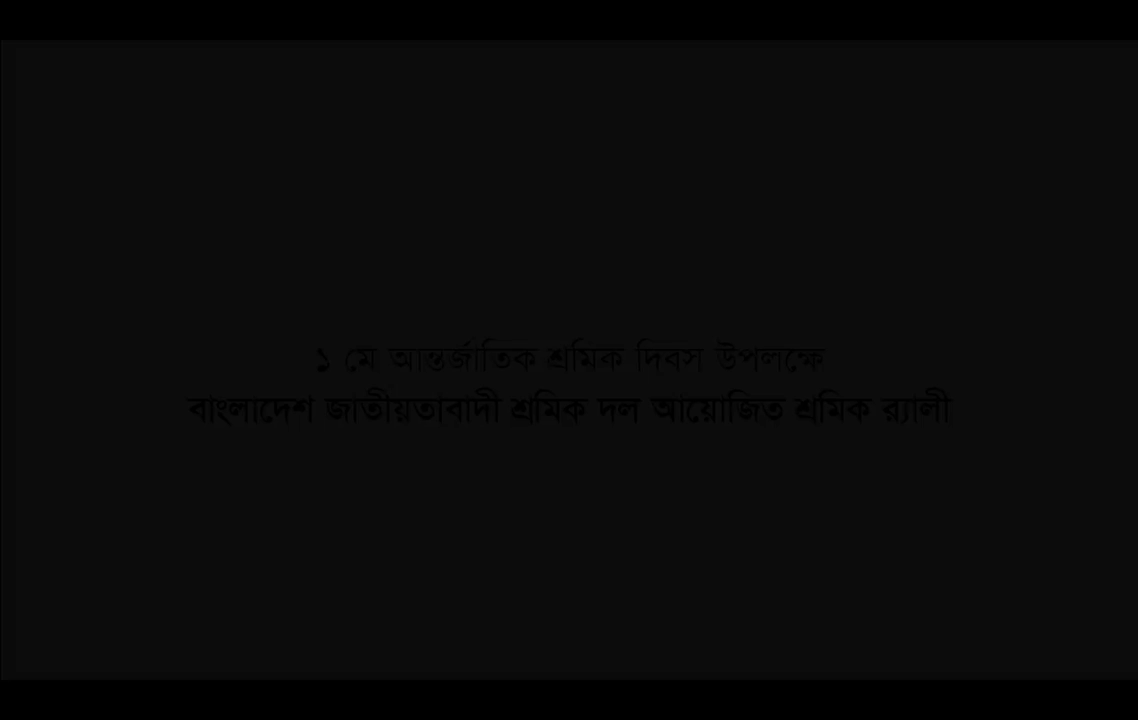 ১ মে আন্তর্জাতিক শ্রমিক দিবস উপলক্ষে
বাংলাদেশ জাতীয়তাবাদী শ্রমিক দল আয়োজিত শ্রমিক র‍্যালী